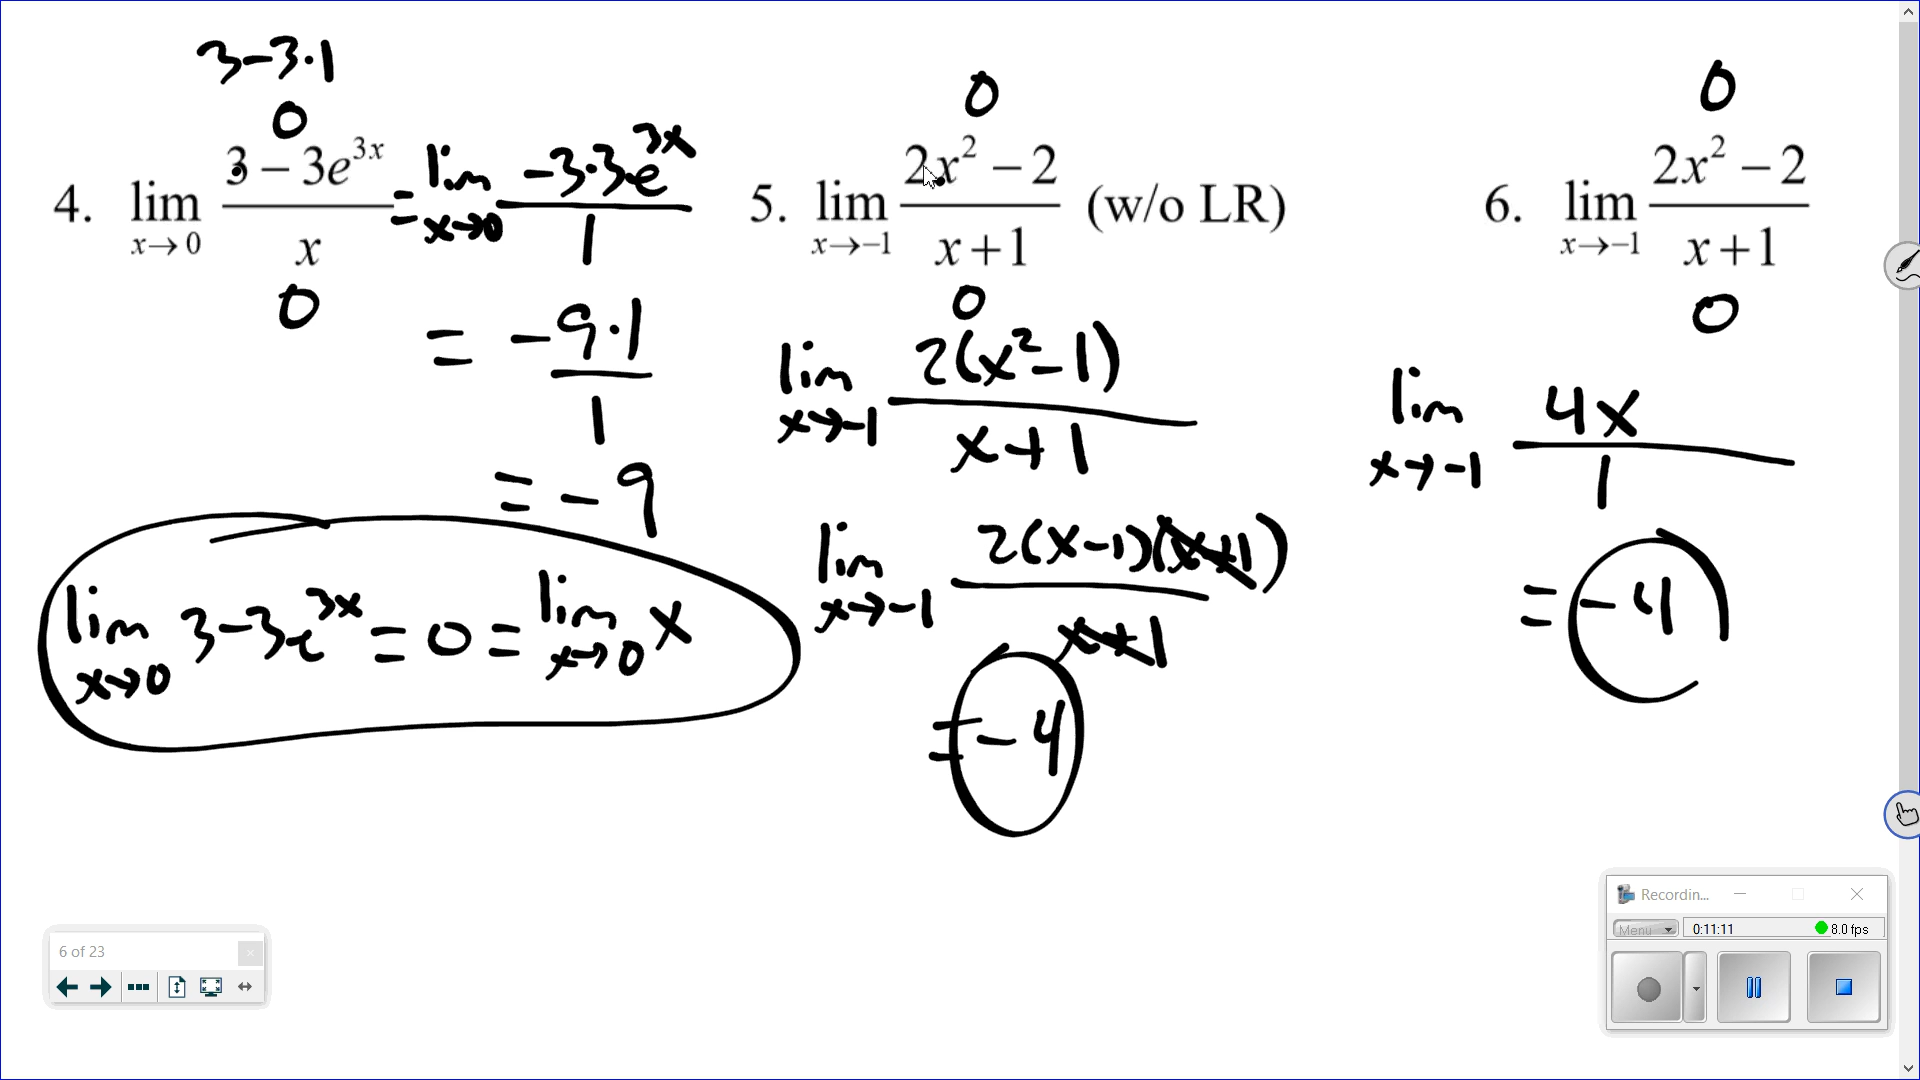 3-3·1
0
4. lim x→0 (3 − 3e^{3x})/x = lim x→0 (-3·3e^{3x})/1
0
= (-9·1)/1
= -9
lim x→0 3-3e^{3x} = 0 = lim x→0 x
0
5. lim x→−1 (2x² − 2)/(x+1) (w/o LR)
0
lim x→-1 2(x²-1)/(x+1)
lim x→-1 2(x-1)(x+1)/(x+1)
= -4
0
6. lim x→−1 (2x² − 2)/(x+1)
0
lim x→-1 4x/1
= -4
6 of 23
Recordin...
Menu 0:11:11 8.0 fps